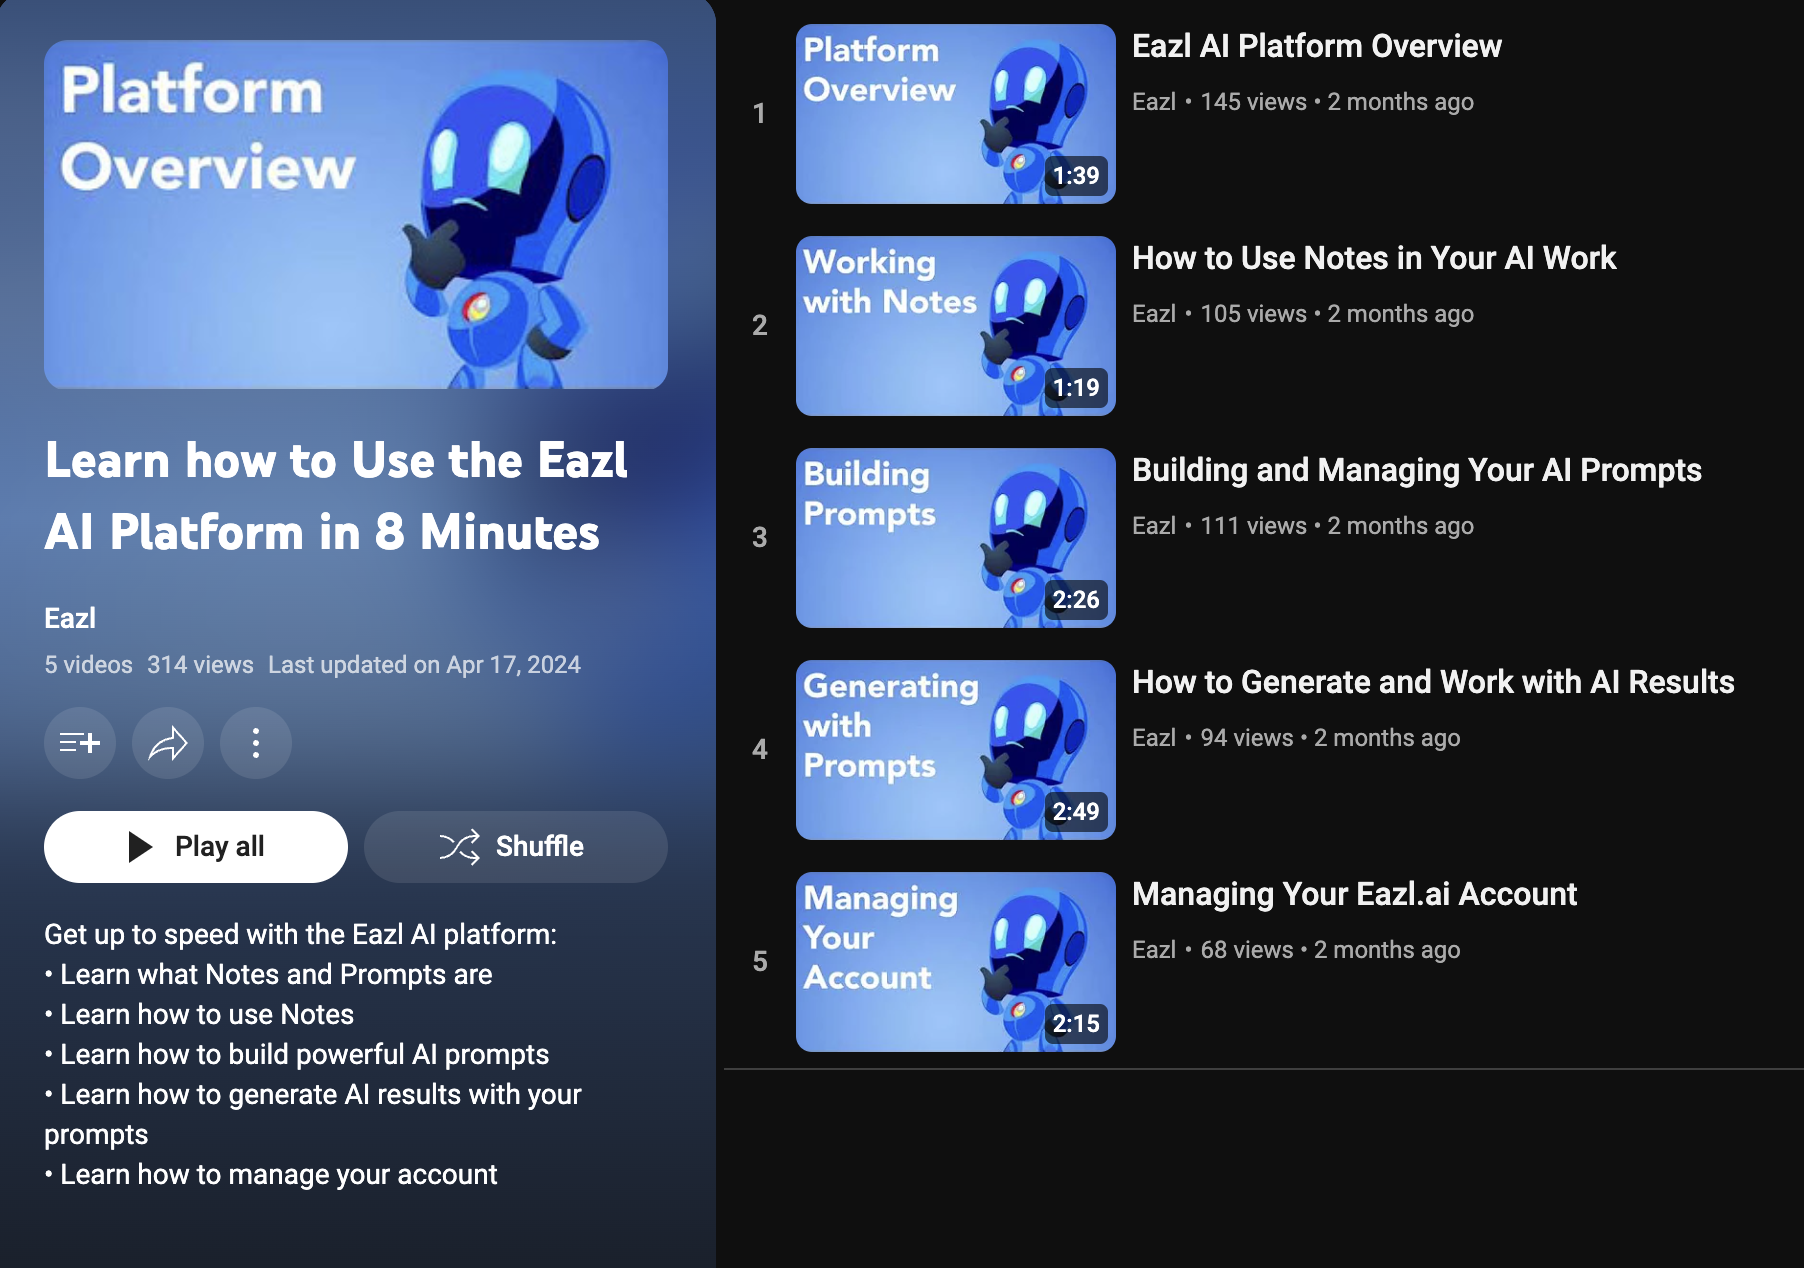 Platform
Overview
Learn how to Use the Eazl
AI Platform in 8 Minutes
Eazl
5 videos 314 views Last updated on Apr 17, 2024
Play all
Shuffle
Get up to speed with the Eazl AI platform:
• Learn what Notes and Prompts are
• Learn how to use Notes
• Learn how to build powerful AI prompts
• Learn how to generate AI results with your
prompts
• Learn how to manage your account
1
Platform
Overview
1:39
Eazl AI Platform Overview
Eazl • 145 views • 2 months ago
2
Working
with Notes
1:19
How to Use Notes in Your AI Work
Eazl • 105 views • 2 months ago
3
Building
Prompts
2:26
Building and Managing Your AI Prompts
Eazl • 111 views • 2 months ago
4
Generating
with
Prompts
2:49
How to Generate and Work with AI Results
Eazl • 94 views • 2 months ago
5
Managing
Your
Account
2:15
Managing Your Eazl.ai Account
Eazl • 68 views • 2 months ago